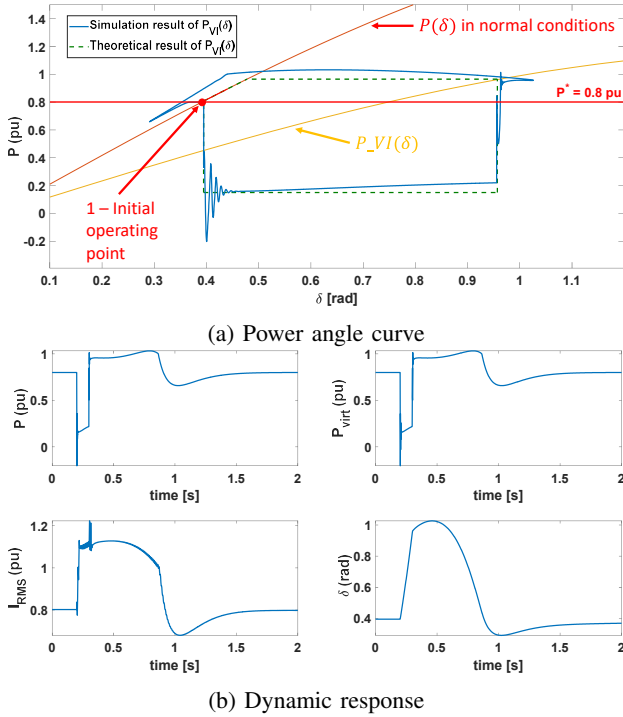 Simulation result of P_VI(δ)
Theoretical result of P_VI(δ)
P(δ) in normal conditions
P* = 0.8 pu
P_VI(δ)
1 – Initial
operating
point
P (pu)
1.4
1.2
1
0.8
0.6
0.4
0.2
0
-0.2
0.1 0.2 0.3 0.4 0.5 0.6 0.7 0.8 0.9 1 1.1
δ [rad]
(a) Power angle curve
P (pu)
1
0.5
0
0 0.5 1 1.5 2
time [s]
P_virt (pu)
1
0.5
0
0 0.5 1 1.5 2
time [s]
I_RMS (pu)
1.2
1
0.8
0 0.5 1 1.5 2
time [s]
δ (rad)
1
0.8
0.6
0.4
0 0.5 1 1.5 2
time [s]
(b) Dynamic response